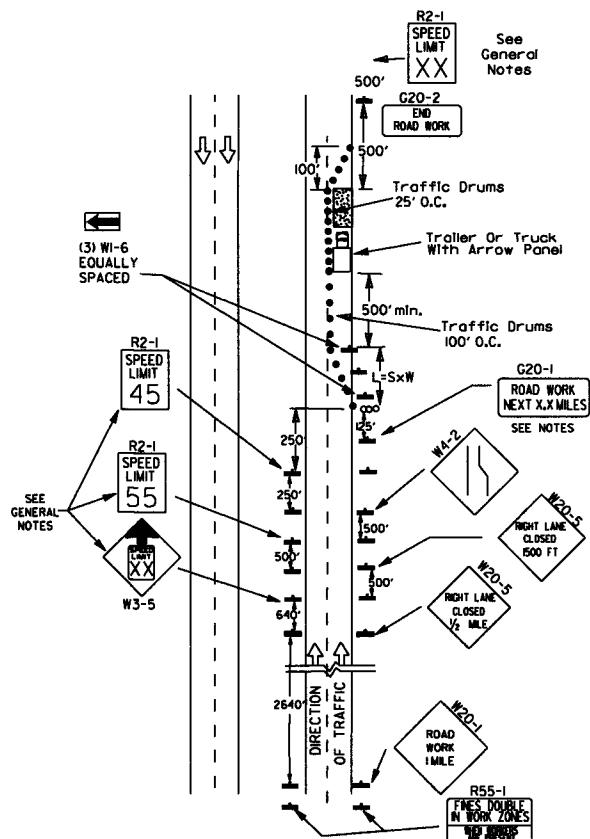 R2-1
SPEED
LIMIT
XX
See
General
Notes
500'
G20-2
END
ROAD WORK
500'
100'
Traffic Drums
25' O.C.
Trailer Or Truck
With Arrow Panel
(3) W1-6
EQUALLY
SPACED
500' min.
Traffic Drums
100' O.C.
L=SxW
R2-1
SPEED
LIMIT
45
G20-1
ROAD WORK
NEXT X.X MILES
SEE NOTES
125'
250'
W4-2
R2-1
SPEED
LIMIT
55
250'
SEE
GENERAL
NOTES
500'
500'
W20-5
RIGHT LANE
CLOSED
1500 FT
SPEED
LIMIT
XX
W3-5
500'
640'
W20-5
RIGHT LANE
CLOSED
1/2 MILE
2640'
DIRECTION
OF TRAFFIC
W20-1
ROAD
WORK
1 MILE
R55-1
FINES DOUBLE
IN WORK ZONES